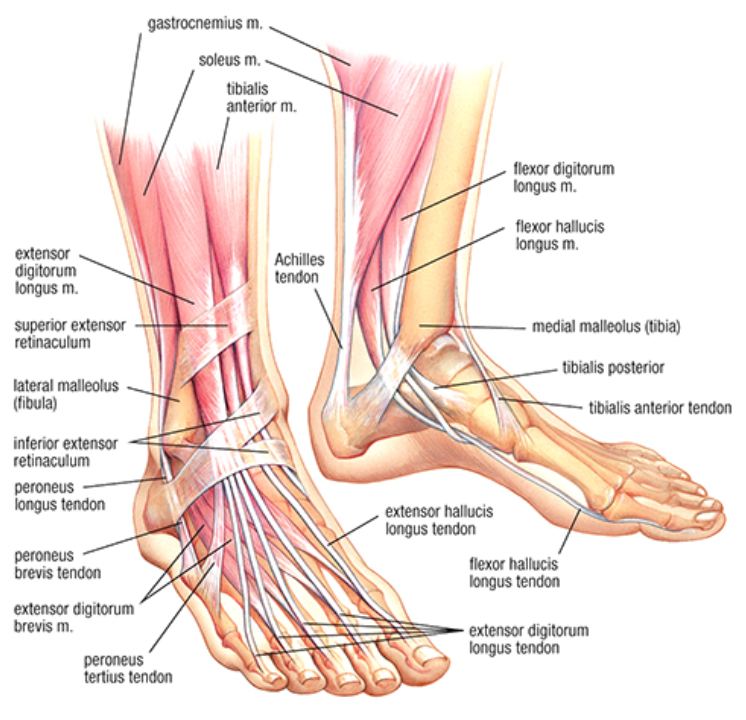 gastrocnemius m.
soleus m.
tibialis
anterior m.
flexor digitorum
longus m.
flexor hallucis
longus m.
Achilles
tendon
extensor
digitorum
longus m.
superior extensor
retinaculum
medial malleolus (tibia)
tibialis posterior
lateral malleolus
(fibula)
tibialis anterior tendon
inferior extensor
retinaculum
peroneus
longus tendon
extensor hallucis
longus tendon
peroneus
brevis tendon
flexor hallucis
longus tendon
extensor digitorum
brevis m.
extensor digitorum
longus tendon
peroneus
tertius tendon